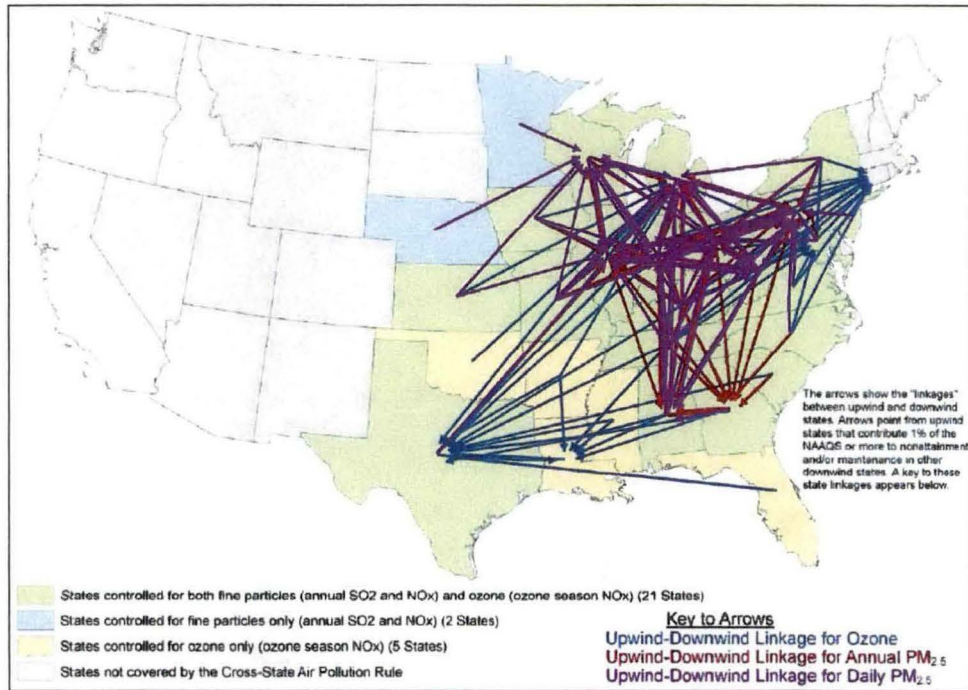 The arrows show the "linkages"
between upwind and downwind
states. Arrows point from upwind
states that contribute 1% of the
NAAQS or more to nonattainment
and/or maintenance in other
downwind states. A key to these
state linkages appears below.
States controlled for both fine particles (annual SO2 and NOx) and ozone (ozone season NOx) (21 States)
States controlled for fine particles only (annual SO2 and NOx) (2 States)
States controlled for ozone only (ozone season NOx) (5 States)
States not covered by the Cross-State Air Pollution Rule
Key to Arrows
Upwind-Downwind Linkage for Ozone
Upwind-Downwind Linkage for Annual PM2.5
Upwind-Downwind Linkage for Daily PM2.5